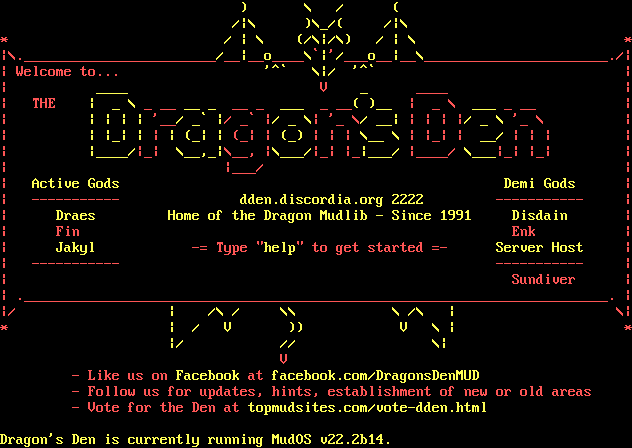 Welcome to...
THE
Dragon's Den
Active Gods
Demi Gods
dden.discordia.org 2222
Draes
Home of the Dragon Mudlib - Since 1991
Disdain
Fin
Enk
Jakyl
-= Type "help" to get started =-
Server Host
Sundiver
- Like us on Facebook at facebook.com/DragonsDenMUD
- Follow us for updates, hints, establishment of new or old areas
- Vote for the Den at topmudsites.com/vote-dden.html
Dragon's Den is currently running MudOS v22.2b14.